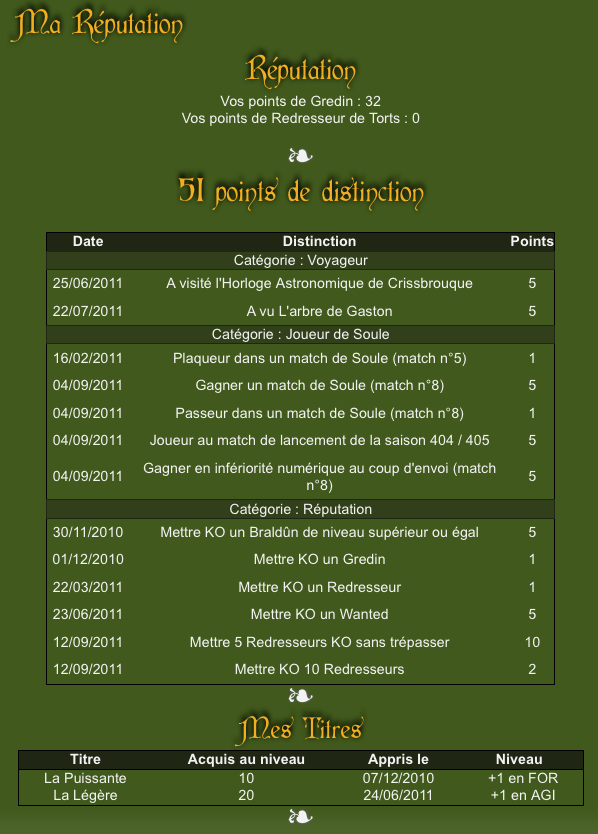 Ma Réputation
Réputation
Vos points de Gredin : 32
Vos points de Redresseur de Torts : 0
51 points de distinction
Date Distinction Points
Catégorie : Voyageur
25/06/2011 A visité l'Horloge Astronomique de Crissbrouque 5
22/07/2011 A vu L'arbre de Gaston 5
Catégorie : Joueur de Soule
16/02/2011 Plaqueur dans un match de Soule (match n°5) 1
04/09/2011 Gagner un match de Soule (match n°8) 5
04/09/2011 Passeur dans un match de Soule (match n°8) 1
04/09/2011 Joueur au match de lancement de la saison 404 / 405 5
04/09/2011 Gagner en infériorité numérique au coup d'envoi (match
n°8) 5
Catégorie : Réputation
30/11/2010 Mettre KO un Braldûn de niveau supérieur ou égal 5
01/12/2010 Mettre KO un Gredin 1
22/03/2011 Mettre KO un Redresseur 1
23/06/2011 Mettre KO un Wanted 5
12/09/2011 Mettre 5 Redresseurs KO sans trépasser 10
12/09/2011 Mettre KO 10 Redresseurs 2
Mes Titres
Titre Acquis au niveau Appris le Niveau
La Puissante 10 07/12/2010 +1 en FOR
La Légère 20 24/06/2011 +1 en AGI